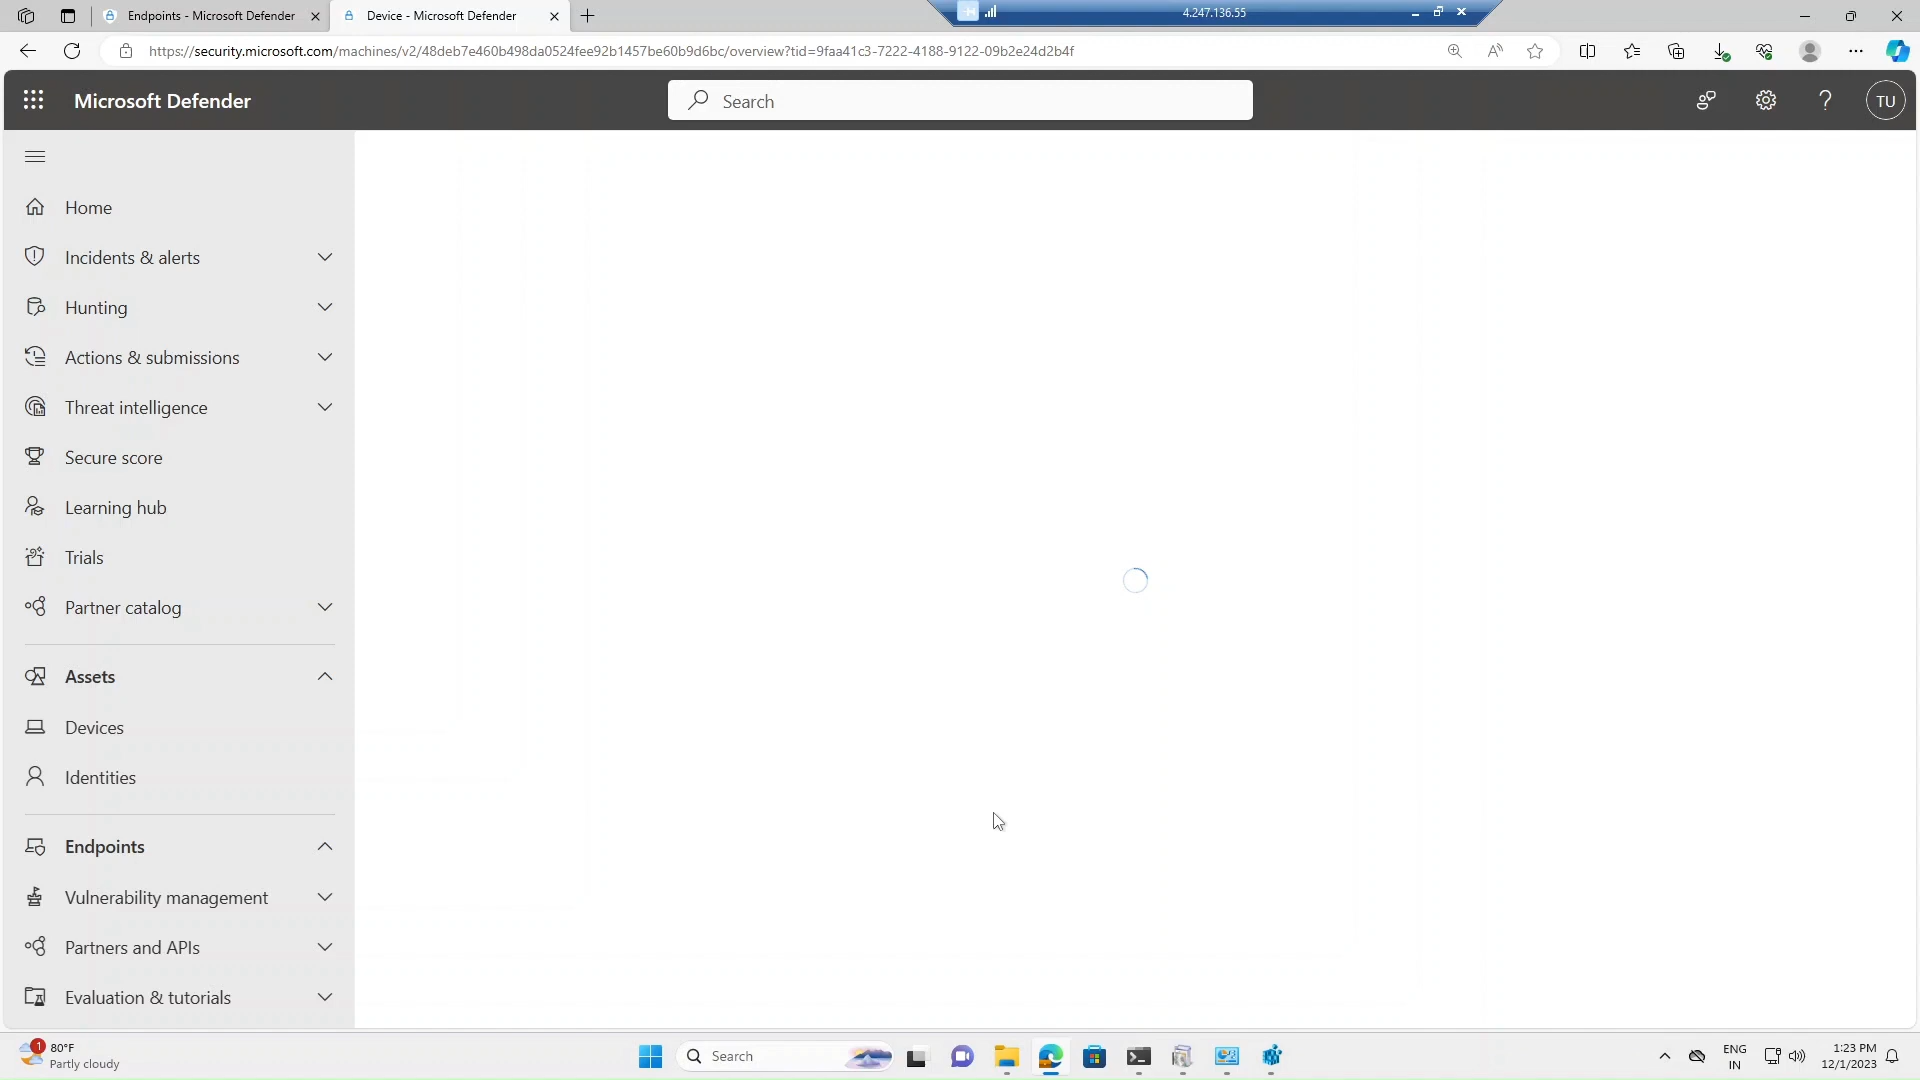 Endpoints - Microsoft Defender
Device - Microsoft Defender
4.247.136.55
https://security.microsoft.com/machines/v2/48deb7e460b498da0524fee92b1457be60b9d6bc/overview?tid=9faa41c3-7222-4188-9122-09b2e24d2b4f
Microsoft Defender
Search
TU
Home
Incidents & alerts
Hunting
Actions & submissions
Threat intelligence
Secure score
Learning hub
Trials
Partner catalog
Assets
Devices
Identities
Endpoints
Vulnerability management
Partners and APIs
Evaluation & tutorials
1
80°F
Partly cloudy
Search
ENG
IN
1:23 PM
12/1/2023